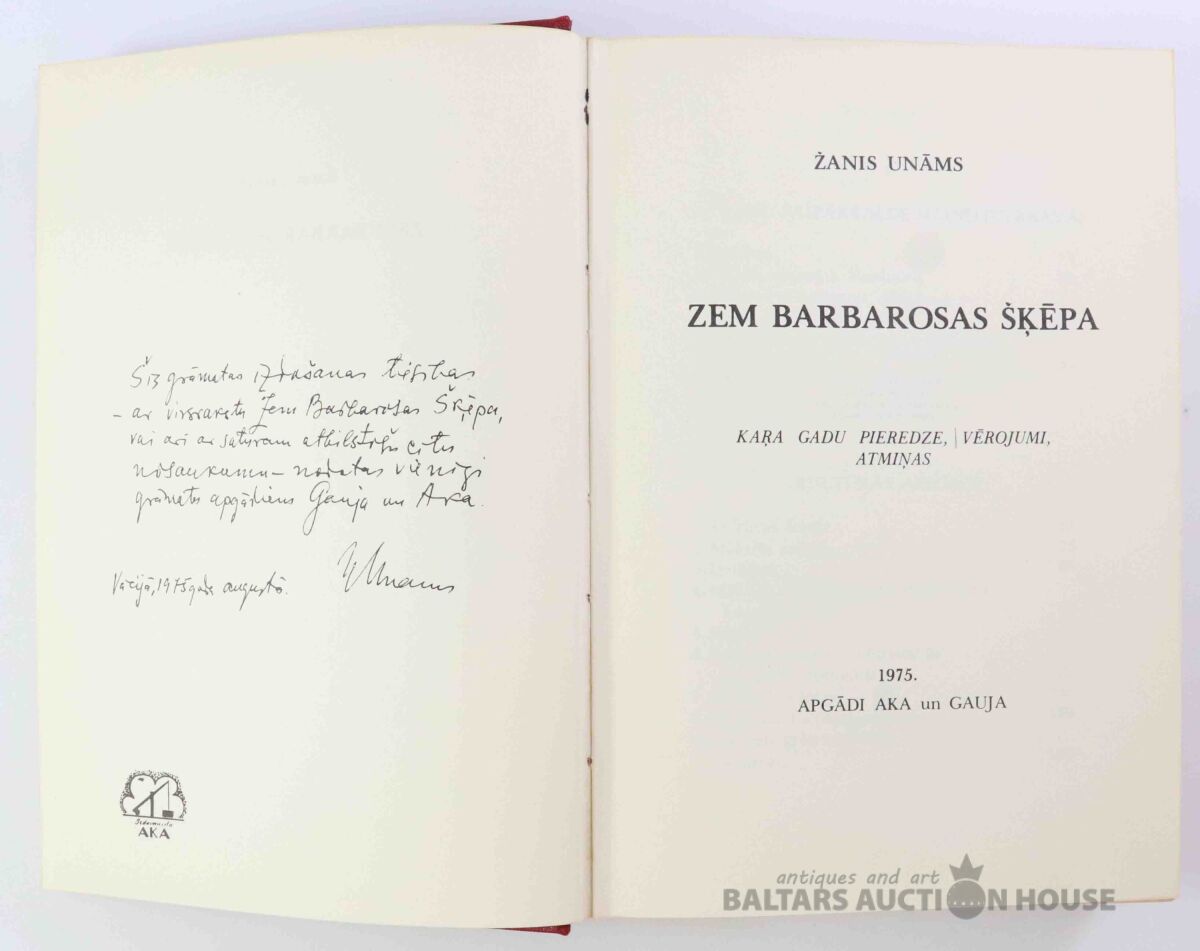 Šīs grāmatas izdošanas tiesības
– ar virsrakstu Zem Barbarosas Šķēpa,
vai arī ar saturam atbilstošu citu
nosaukumu – nodotas vienīgi
grāmatu apgādiem Gauja un Aka.
Vācijā, 1975 gada augustā.
ŽUnams
AKA
ŽANIS UNĀMS
ZEM BARBAROSAS ŠĶĒPA
KAŖA GADU PIEREDZE, VĒROJUMI,
ATMIŅAS
1975.
APGĀDI AKA un GAUJA
antiques and art
BALTARS AUCTION HOUSE